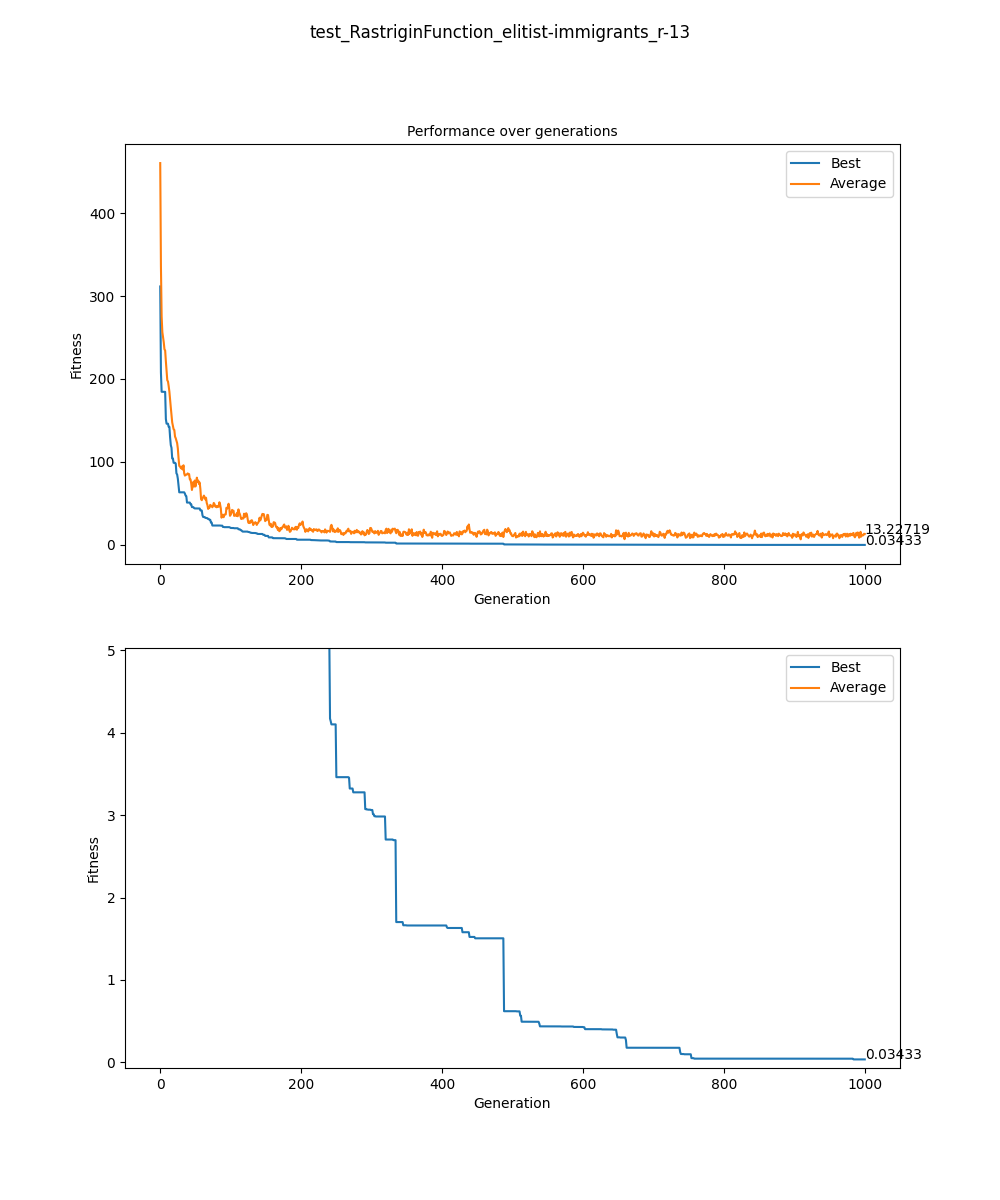 test_RastriginFunction_elitist-immigrants_r-13
Performance over generations
Best
Average
400
300
200
100
0
Fitness
13.22719
0.03433
0 200 400 600 800 1000
Generation
Best
Average
5
4
3
2
1
0
Fitness
0.03433
0 200 400 600 800 1000
Generation